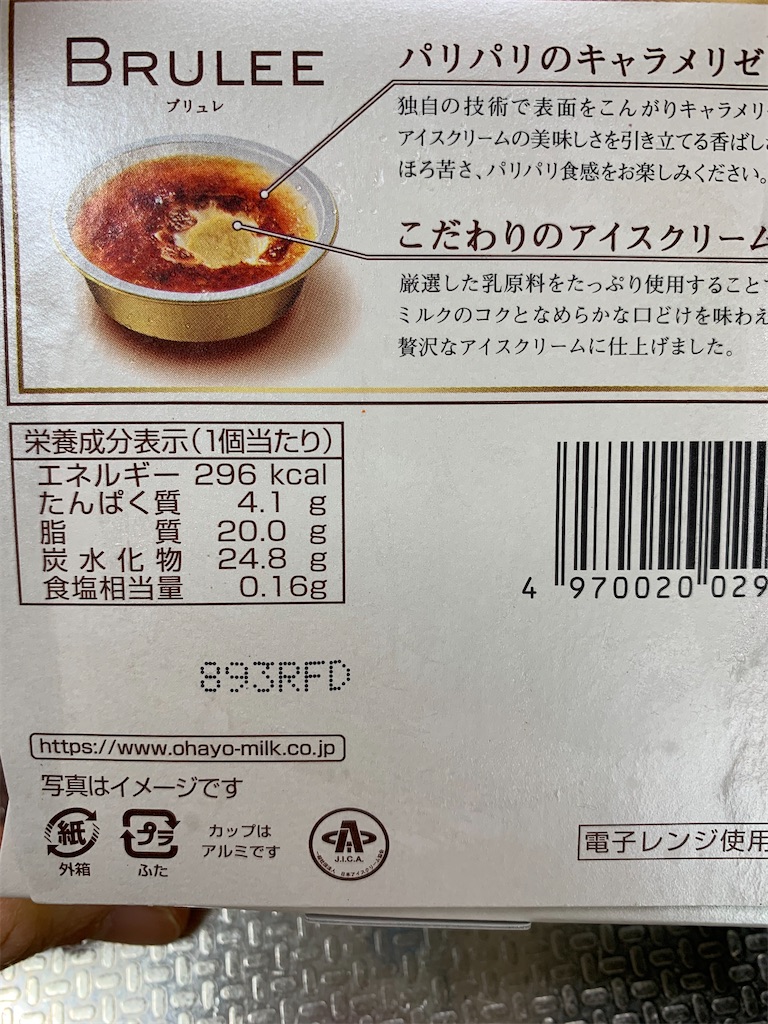 BRULEE
ブリュレ
パリパリのキャラメリゼ
独自の技術で表面をこんがりキャラメリ
アイスクリームの美味しさを引き立てる香ばし
ほろ苦さ、パリパリ食感をお楽しみください。
こだわりのアイスクリーム
厳選した乳原料をたっぷり使用すること
ミルクのコクとなめらかな口どけを味わえ
贅沢なアイスクリームに仕上げました。
栄養成分表示(1個当たり)
エネルギー 296 kcal
たんぱく質 4.1 g
脂質 20.0 g
炭水化物 24.8 g
食塩相当量 0.16g
4 970020 029
893RFD
https://www.ohayo-milk.co.jp
写真はイメージです
紙
外箱
プラ
ふた
カップは
アルミです
A
J.I.C.A.
電子レンジ使用